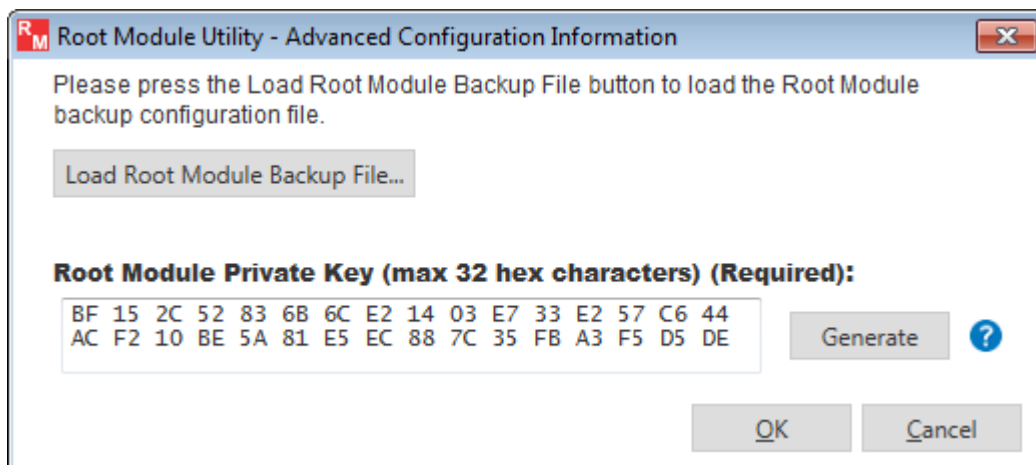 RM Root Module Utility - Advanced Configuration Information
Please press the Load Root Module Backup File button to load the Root Module
backup configuration file.
Load Root Module Backup File...
Root Module Private Key (max 32 hex characters) (Required):
BF 15 2C 52 83 6B 6C E2 14 03 E7 33 E2 57 C6 44
AC F2 10 BE 5A 81 E5 EC 88 7C 35 FB A3 F5 D5 DE
Generate ?
OK Cancel